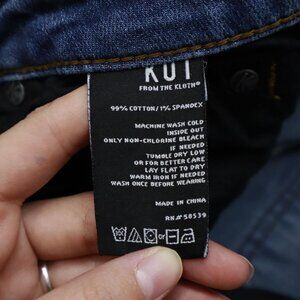 KUT
FROM THE KLOTH®
99% COTTON/1% SPANDEX
MACHINE WASH COLD
INSIDE OUT
ONLY NON-CHLORINE BLEACH
IF NEEDED
TUMBLE DRY LOW
OR FOR BETTER CARE
LAY FLAT TO DRY
WARM IRON IF NEEDED
WASH ONCE BEFORE WEARING
MADE IN CHINA
RN# 58539